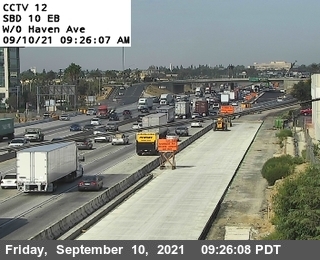 CCTV 12
SBD 10 EB
W/O Haven Ave
09/10/21 09:26:07 AM
Friday, September 10, 2021 09:26:08 PDT